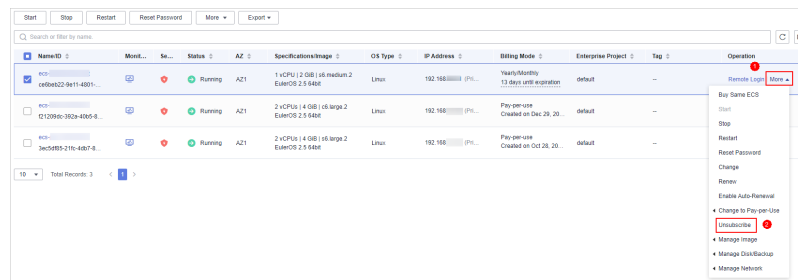 Start Stop Restart Reset Password More Export
Search or filter by name.
Name/ID Monit... Se... Status AZ Specifications/Image OS Type IP Address Billing Mode Enterprise Project Tag Operation
1
ecs- 1 vCPU | 2 GiB | s6.medium.2 Yearly/Monthly
ce6beb22-9e11-4801-... Running AZ1 EulerOS 2.5 64bit Linux 192.168 (Pri... 13 days until expiration default -- Remote Login More
Buy Same ECS
ecs- 2 vCPUs | 4 GiB | s6.large.2 Pay-per-use
f21209dc-392a-40b5-8... Running AZ1 EulerOS 2.5 64bit Linux 192.168 (Pri... Created on Dec 29, 20... default -- Start
Stop
ecs- 2 vCPUs | 4 GiB | s6.large.2 Pay-per-use
3ec5df85-21fc-4db7-8... Running AZ1 EulerOS 2.5 64bit Linux 192.168 (Pri... Created on Oct 28, 20... default -- Restart
Reset Password
Change
10 Total Records: 3 < 1 >
Renew
Enable Auto-Renewal
Change to Pay-per-Use
Unsubscribe 2
Manage Image
Manage Disk/Backup
Manage Network